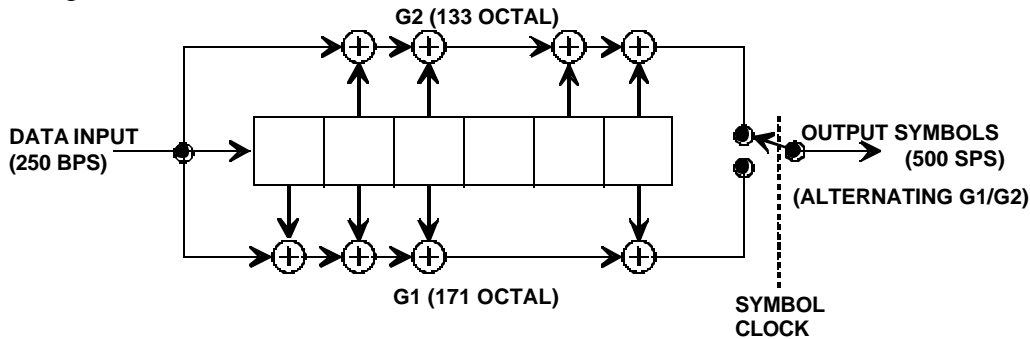 G2 (133 OCTAL)
DATA INPUT
(250 BPS)
OUTPUT SYMBOLS
(500 SPS)
(ALTERNATING G1/G2)
G1 (171 OCTAL)
SYMBOL
CLOCK